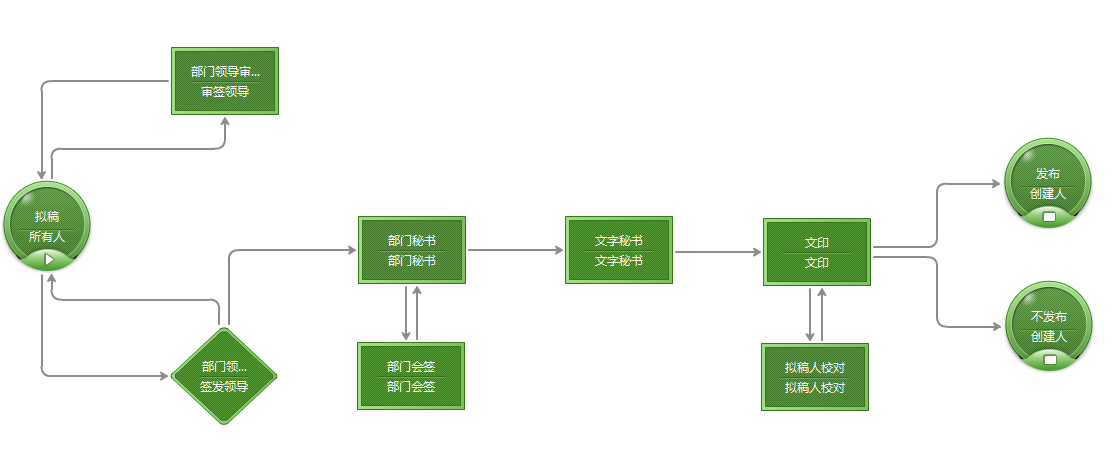 部门领导审...
审签领导
拟稿
所有人
部门领...
签发领导
部门秘书
部门秘书
部门会签
部门会签
文字秘书
文字秘书
文印
文印
拟稿人校对
拟稿人校对
发布
创建人
不发布
创建人